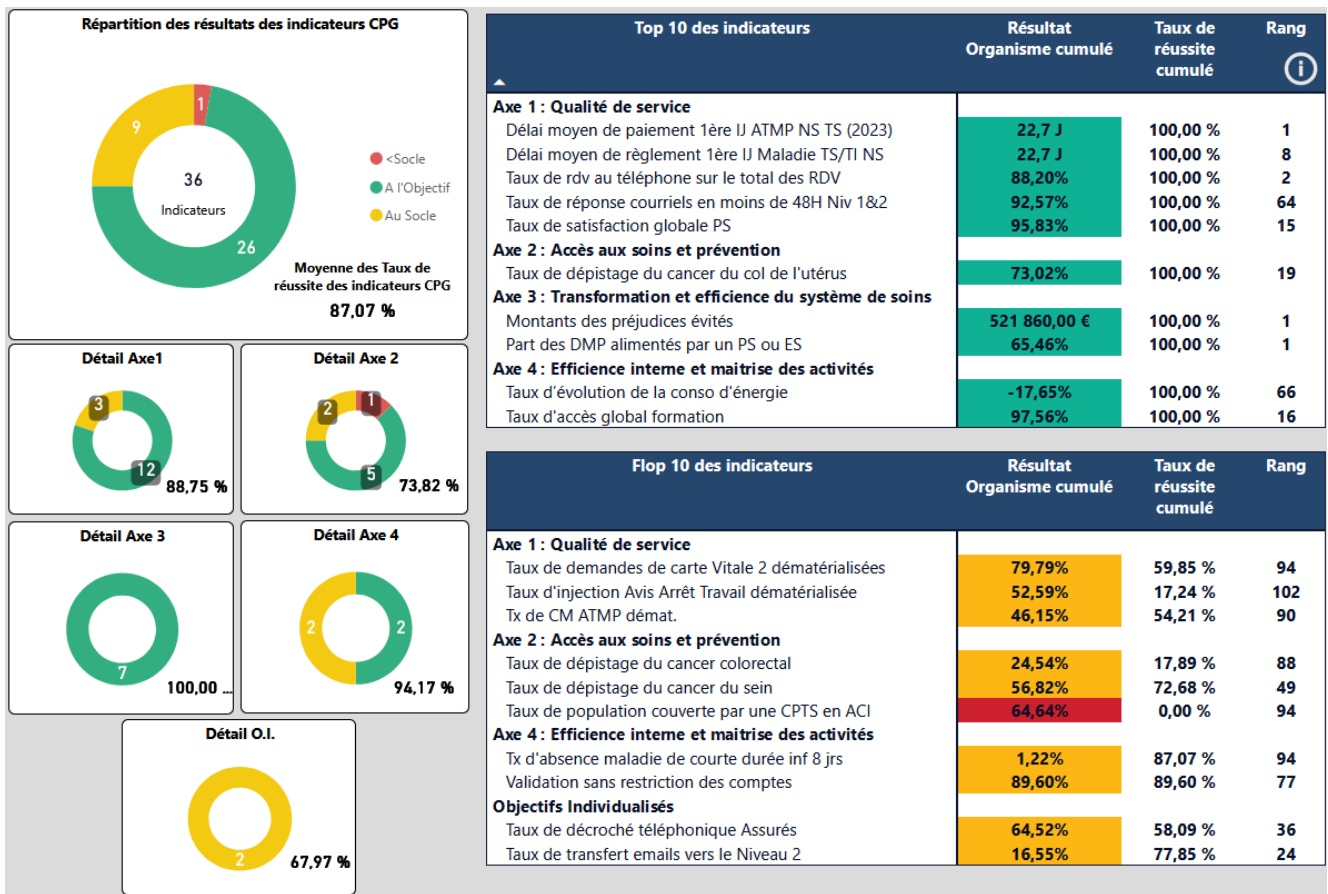 Répartition des résultats des indicateurs CPG
1
9
36
Indicateurs
26
<Socle
A l'Objectif
Au Socle
Moyenne des Taux de
réussite des indicateurs CPG
87,07 %
Détail Axe1
3
12
88,75 %
Détail Axe 2
2
1
5
73,82 %
Détail Axe 3
7
100,00 ...
Détail Axe 4
2
2
94,17 %
Détail O.I.
2
67,97 %
Top 10 des indicateurs Résultat Taux de Rang
Organisme cumulé réussite
cumulé i
Axe 1 : Qualité de service
Délai moyen de paiement 1ère IJ ATMP NS TS (2023) 22,7 J 100,00 % 1
Délai moyen de règlement 1ère IJ Maladie TS/TI NS 22,7 J 100,00 % 8
Taux de rdv au téléphone sur le total des RDV 88,20% 100,00 % 2
Taux de réponse courriels en moins de 48H Niv 1&2 92,57% 100,00 % 64
Taux de satisfaction globale PS 95,83% 100,00 % 15
Axe 2 : Accès aux soins et prévention
Taux de dépistage du cancer du col de l'utérus 73,02% 100,00 % 19
Axe 3 : Transformation et efficience du système de soins
Montants des préjudices évités 521 860,00 € 100,00 % 1
Part des DMP alimentés par un PS ou ES 65,46% 100,00 % 1
Axe 4 : Efficience interne et maitrise des activités
Taux d'évolution de la conso d'énergie -17,65% 100,00 % 66
Taux d'accès global formation 97,56% 100,00 % 16
Flop 10 des indicateurs Résultat Taux de Rang
Organisme cumulé réussite
cumulé
Axe 1 : Qualité de service
Taux de demandes de carte Vitale 2 dématérialisées 79,79% 59,85 % 94
Taux d'injection Avis Arrêt Travail dématérialisée 52,59% 17,24 % 102
Tx de CM ATMP démat. 46,15% 54,21 % 90
Axe 2 : Accès aux soins et prévention
Taux de dépistage du cancer colorectal 24,54% 17,89 % 88
Taux de dépistage du cancer du sein 56,82% 72,68 % 49
Taux de population couverte par une CPTS en ACI 64,64% 0,00 % 94
Axe 4 : Efficience interne et maitrise des activités
Tx d'absence maladie de courte durée inf 8 jrs 1,22% 87,07 % 94
Validation sans restriction des comptes 89,60% 89,60 % 77
Objectifs Individualisés
Taux de décroché téléphonique Assurés 64,52% 58,09 % 36
Taux de transfert emails vers le Niveau 2 16,55% 77,85 % 24